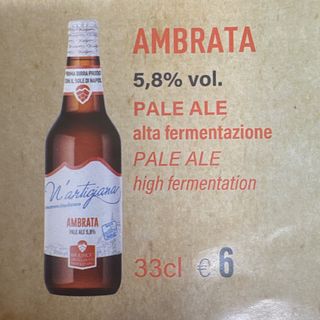 AMBRATA
5,8% vol.
PALE ALE
alta fermentazione
PALE ALE
high fermentation
33cl € 6
N'artigiana
AMBRATA
PALE ALE 5,8%